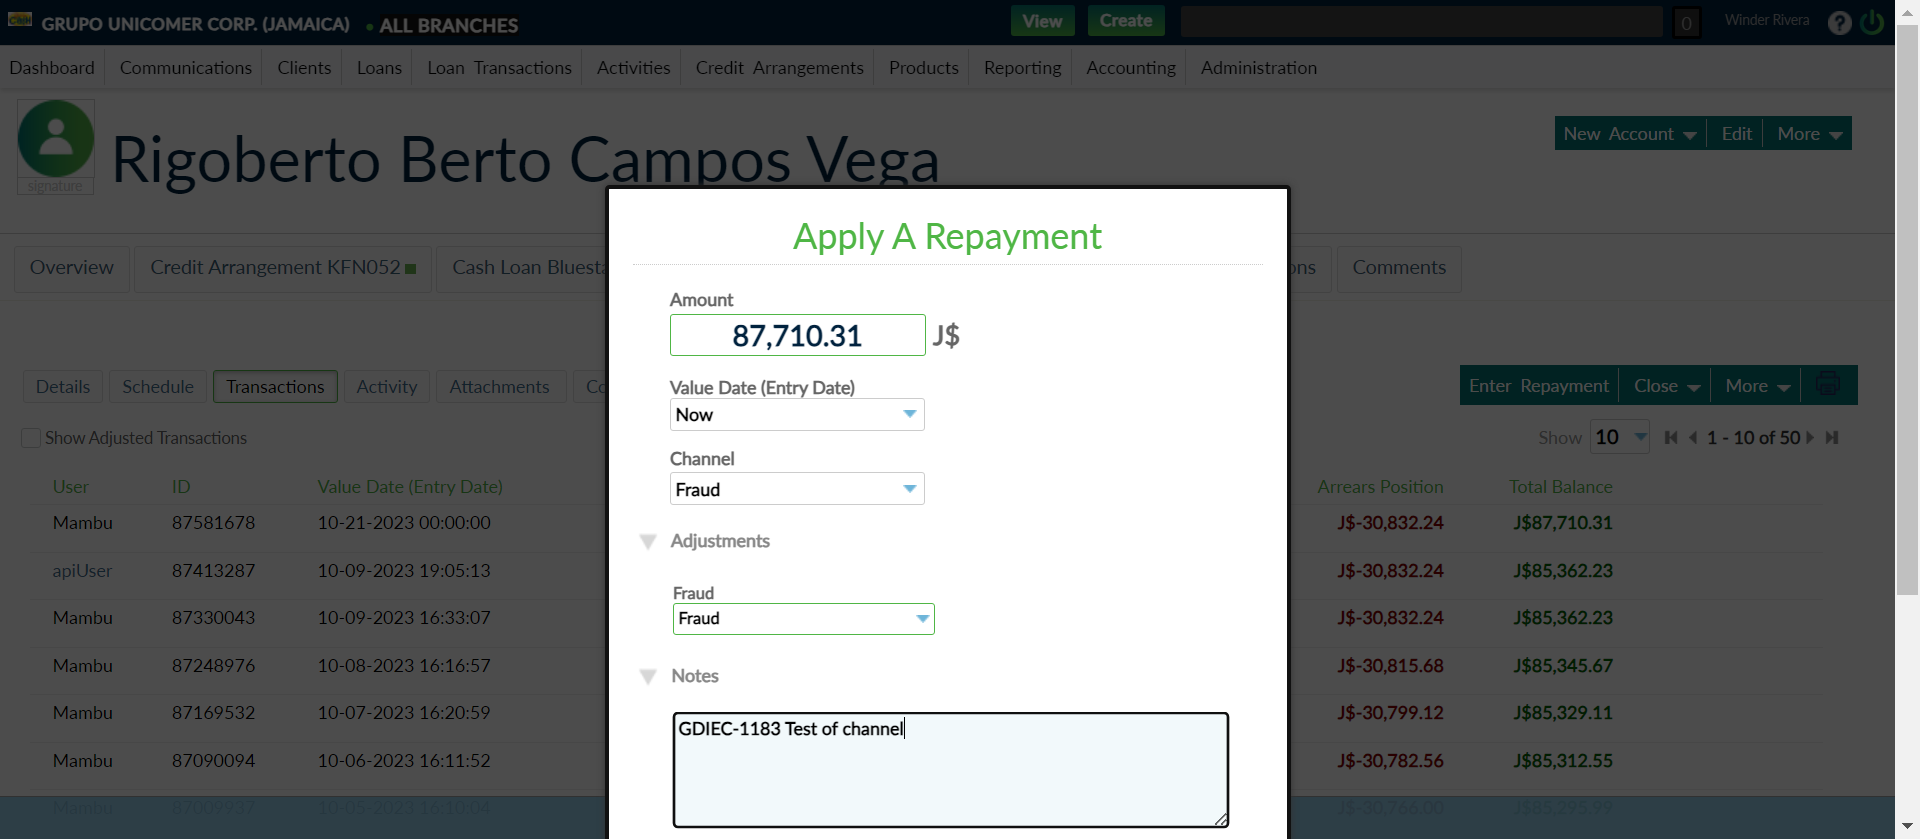 GRUPO UNICOMER CORP. (JAMAICA) ALL BRANCHES View Create 0 Winder Rivera ?
Dashboard Communications Clients Loans Loan Transactions Activities Credit Arrangements Products Reporting Accounting Administration
signature
Rigoberto Berto Campos Vega
New Account Edit More
Overview Credit Arrangement KFN052 Cash Loan Comments
Details Schedule Transactions Activity Attachments
Enter Repayment Close More
Show Adjusted Transactions
Show 10 1 - 10 of 50
User ID Value Date (Entry Date) Arrears Position Total Balance
Mambu 87581678 10-21-2023 00:00:00 J$-30,832.24 J$87,710.31
apiUser 87413287 10-09-2023 19:05:13 J$-30,832.24 J$85,362.23
Mambu 87330043 10-09-2023 16:33:07 J$-30,832.24 J$85,362.23
Mambu 87248976 10-08-2023 16:16:57 J$-30,815.68 J$85,345.67
Mambu 87169532 10-07-2023 16:20:59 J$-30,799.12 J$85,329.11
Mambu 87090094 10-06-2023 16:11:52 J$-30,782.56 J$85,312.55
Mambu 87009937 10-05-2023 16:10:04 J$-30,766.00 J$85,295.99
Apply A Repayment
Amount
87,710.31 J$
Value Date (Entry Date)
Now
Channel
Fraud
Adjustments
Fraud
Fraud
Notes
GDIEC-1183 Test of channel